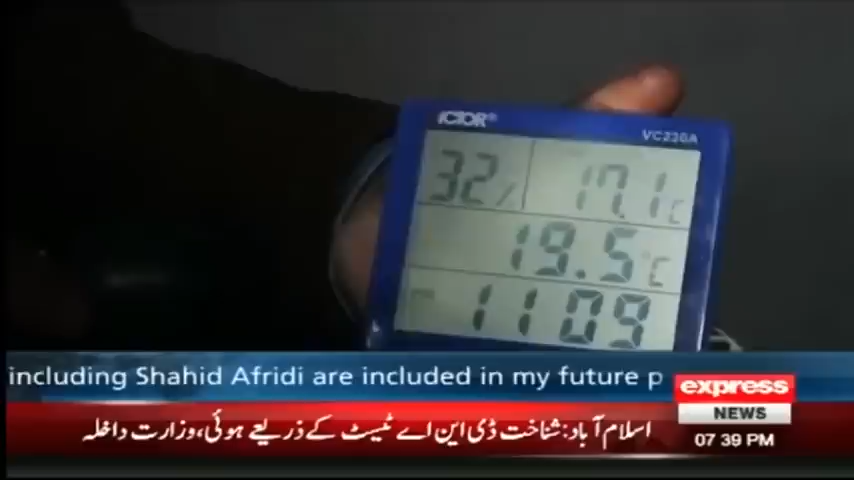 ICTOR®
VC230A
32%
17.1°C
19.5°C
1109
including Shahid Afridi are included in my future p
express
NEWS
اسلام آباد:شناخت ڈی این اے ٹیسٹ کے ذریعے ہوئی،وزارت داخلہ
07:39 PM